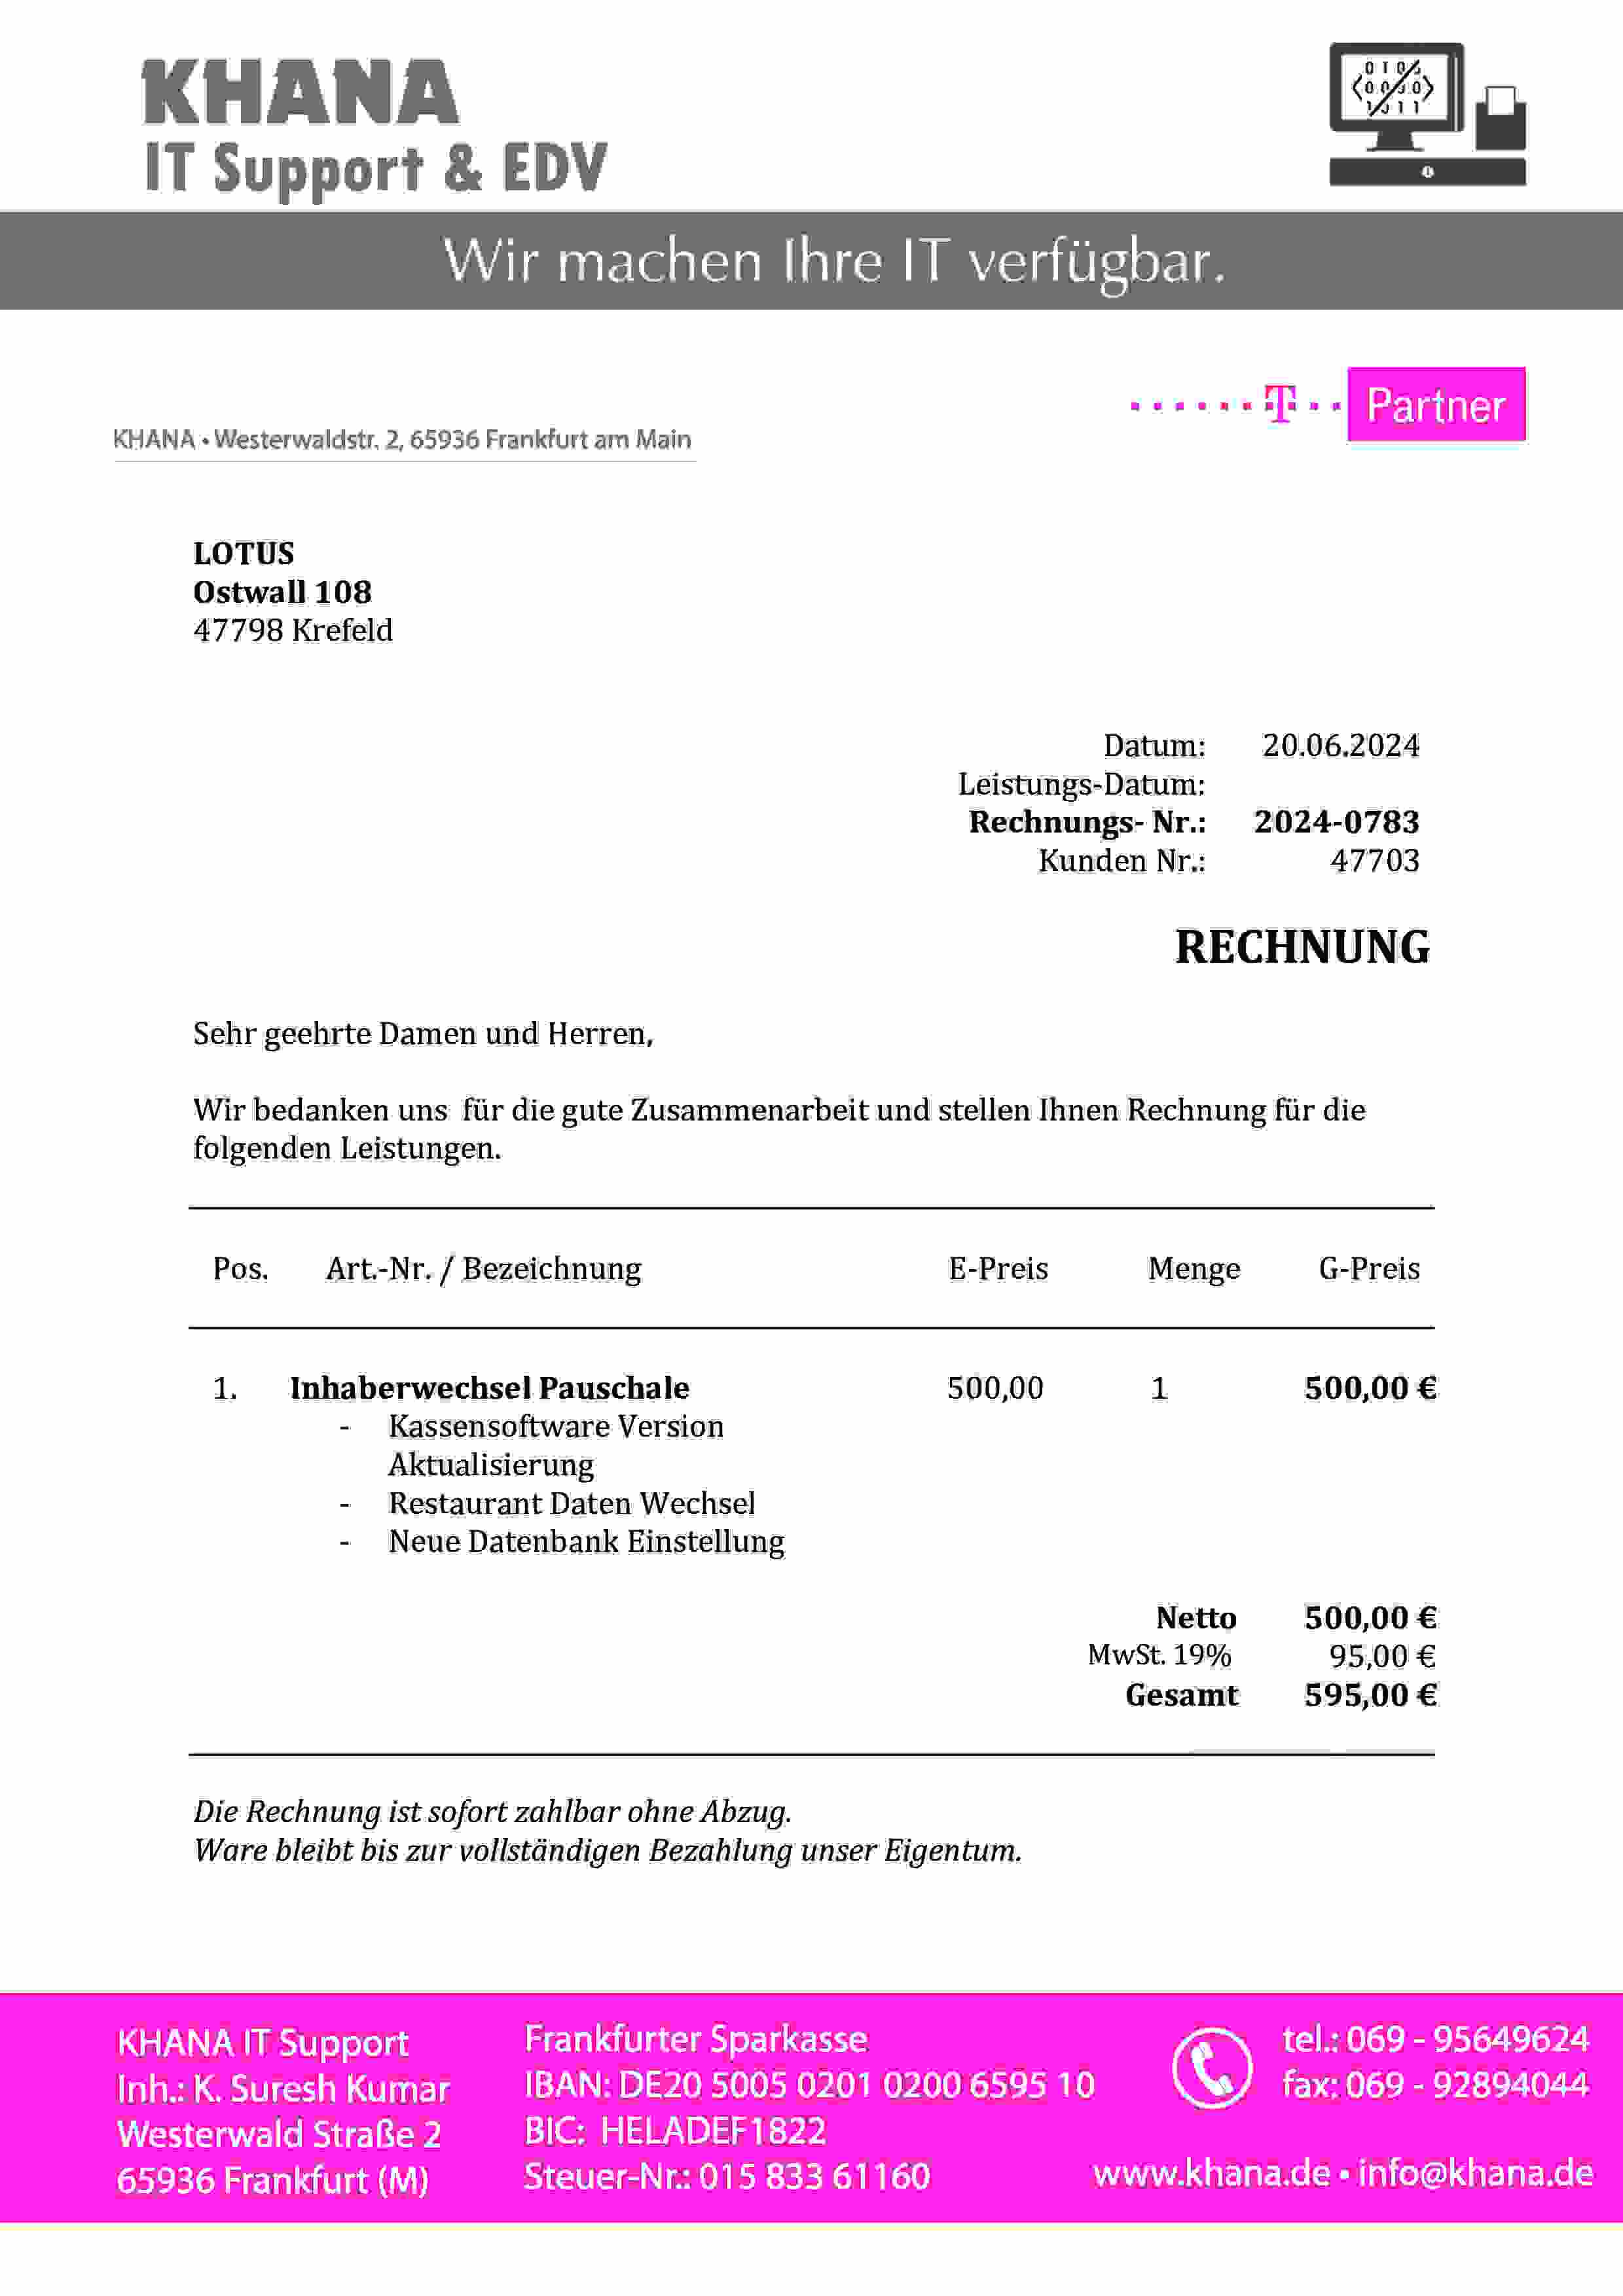 KHANA
IT Support & EDV
Wir machen Ihre IT verfügbar.
T Partner
KHANA • Westerwaldstr. 2, 65936 Frankfurt am Main
LOTUS
Ostwall 108
47798 Krefeld
Datum: 20.06.2024
Leistungs-Datum:
Rechnungs- Nr.: 2024-0783
Kunden Nr.: 47703
RECHNUNG
Sehr geehrte Damen und Herren,
Wir bedanken uns für die gute Zusammenarbeit und stellen Ihnen Rechnung für die
folgenden Leistungen.
Pos. Art.-Nr. / Bezeichnung E-Preis Menge G-Preis
1. Inhaberwechsel Pauschale 500,00 1 500,00 €
- Kassensoftware Version
Aktualisierung
- Restaurant Daten Wechsel
- Neue Datenbank Einstellung
Netto 500,00 €
MwSt. 19% 95,00 €
Gesamt 595,00 €
Die Rechnung ist sofort zahlbar ohne Abzug.
Ware bleibt bis zur vollständigen Bezahlung unser Eigentum.
KHANA IT Support
Inh.: K. Suresh Kumar
Westerwald Straße 2
65936 Frankfurt (M)
Frankfurter Sparkasse
IBAN: DE20 5005 0201 0200 6595 10
BIC: HELADEF1822
Steuer-Nr.: 015 833 61160
tel.: 069 - 95649624
fax: 069 - 92894044
www.khana.de • info@khana.de